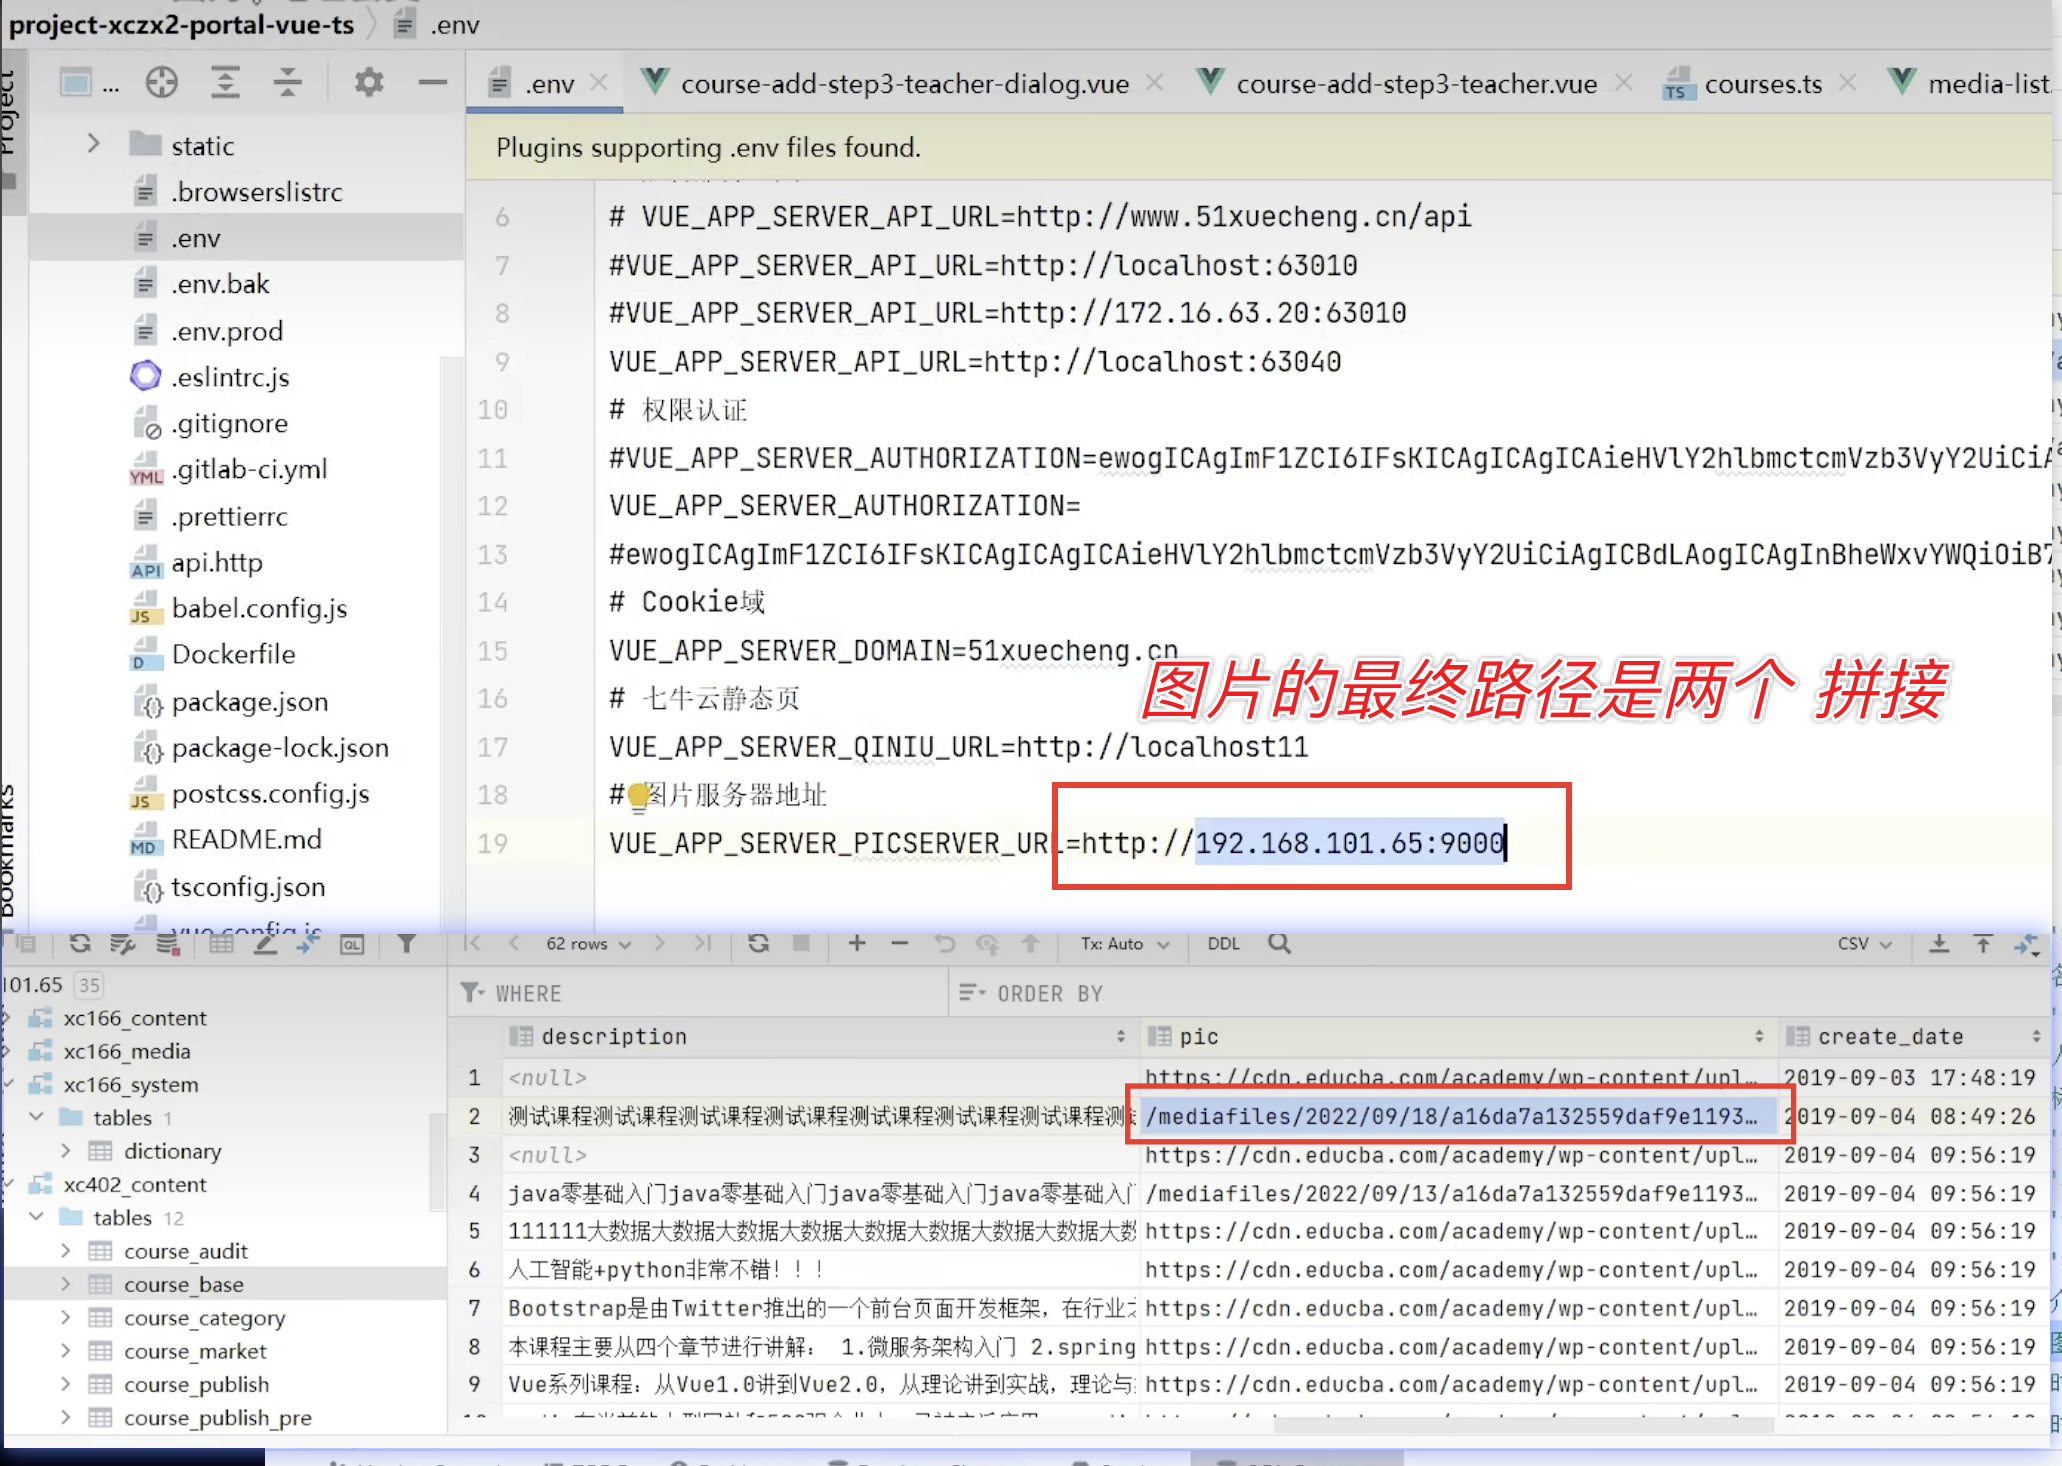 project-xczx2-portal-vue-ts
.env
Project
...
.env
course-add-step3-teacher-dialog.vue
course-add-step3-teacher.vue
courses.ts
media-list.
Plugins supporting .env files found.
static
.browserslistrc
.env
.env.bak
.env.prod
.eslintrc.js
.gitignore
.gitlab-ci.yml
.prettierrc
api.http
babel.config.js
Dockerfile
package.json
package-lock.json
postcss.config.js
README.md
tsconfig.json
vue.config.js
Bookmarks
6 # VUE_APP_SERVER_API_URL=http://www.51xuecheng.cn/api
7 #VUE_APP_SERVER_API_URL=http://localhost:63010
8 #VUE_APP_SERVER_API_URL=http://172.16.63.20:63010
9 VUE_APP_SERVER_API_URL=http://localhost:63040
10 # 权限认证
11 #VUE_APP_SERVER_AUTHORIZATION=ewogICAgImF1ZCI6IFsKICAgICAgICAieHVlY2hlbmctcmVzb3VyY2UiCiA
12 VUE_APP_SERVER_AUTHORIZATION=
13 #ewogICAgImF1ZCI6IFsKICAgICAgICAieHVlY2hlbmctcmVzb3VyY2UiCiAgICBdLAogICAgInBheWxvYWQiOiB7
14 # Cookie域
15 VUE_APP_SERVER_DOMAIN=51xuecheng.cn
图片的最终路径是两个 拼接
16 # 七牛云静态页
17 VUE_APP_SERVER_QINIU_URL=http://localhost11
18 # 图片服务器地址
19 VUE_APP_SERVER_PICSERVER_URL=http://192.168.101.65:9000
62 rows
Tx: Auto
DDL
CSV
101.65 35
xc166_content
xc166_media
xc166_system
tables 1
dictionary
xc402_content
tables 12
course_audit
course_base
course_category
course_market
course_publish
course_publish_pre
WHERE
ORDER BY
description pic create_date
1 <null> https://cdn.educba.com/academy/wp-content/upl… 2019-09-03 17:48:19
2 测试课程测试课程测试课程测试课程测试课程测试课程测试课程测 /mediafiles/2022/09/18/a16da7a132559daf9e1193… 2019-09-04 08:49:26
3 <null> https://cdn.educba.com/academy/wp-content/upl… 2019-09-04 09:56:19
4 java零基础入门java零基础入门java零基础入门java零基础入门 /mediafiles/2022/09/13/a16da7a132559daf9e1193… 2019-09-04 09:56:19
5 111111大数据大数据大数据大数据大数据大数据大数据大数据大数 https://cdn.educba.com/academy/wp-content/upl… 2019-09-04 09:56:19
6 人工智能+python非常不错！！！ https://cdn.educba.com/academy/wp-content/upl… 2019-09-04 09:56:19
7 Bootstrap是由Twitter推出的一个前台页面开发框架，在行业 https://cdn.educba.com/academy/wp-content/upl… 2019-09-04 09:56:19
8 本课程主要从四个章节进行讲解： 1.微服务架构入门 2.spring https://cdn.educba.com/academy/wp-content/upl… 2019-09-04 09:56:19
9 Vue系列课程：从Vue1.0讲到Vue2.0，从理论讲到实战，理论与 https://cdn.educba.com/academy/wp-content/upl… 2019-09-04 09:56:19